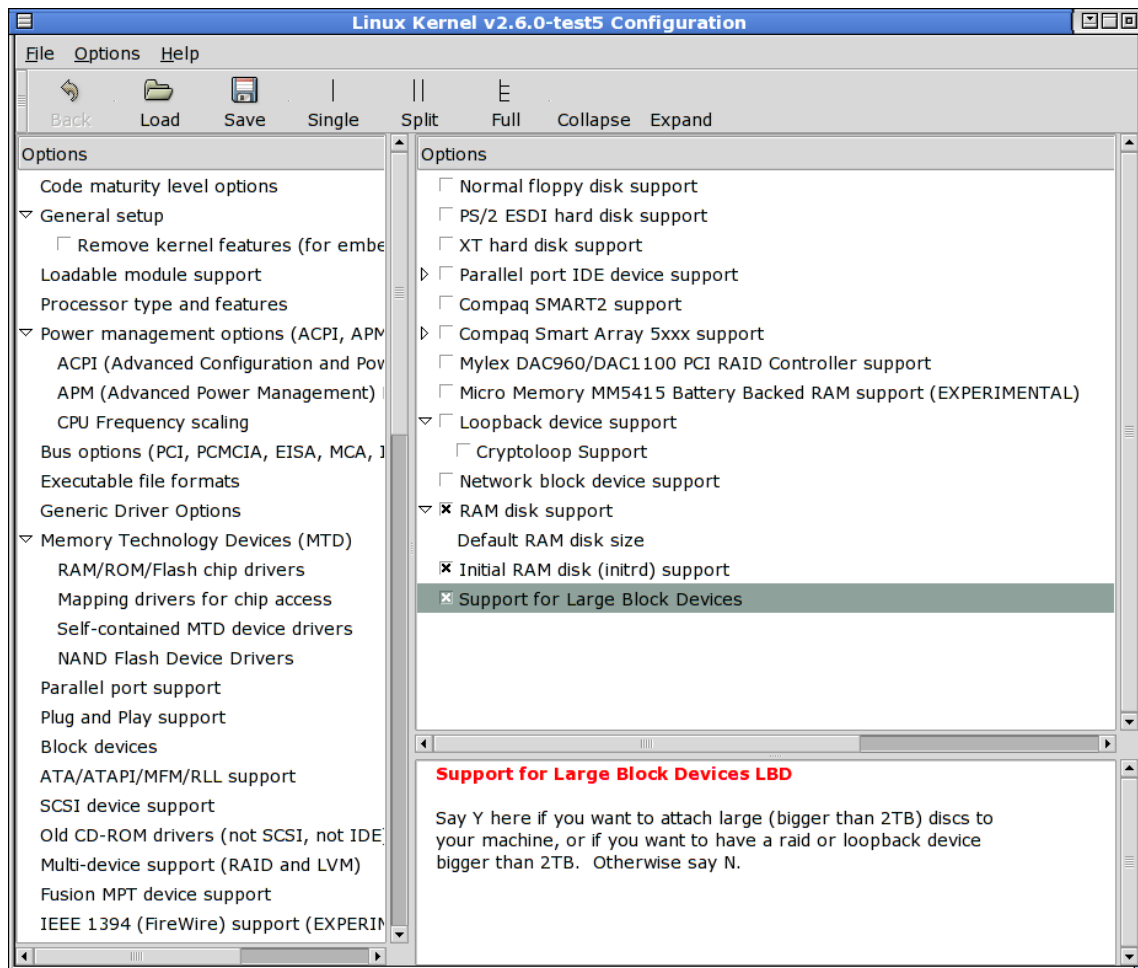 Linux Kernel v2.6.0-test5 Configuration
File Options Help
Back Load Save Single Split Full Collapse Expand
Options
Code maturity level options
General setup
Remove kernel features (for embe
Loadable module support
Processor type and features
Power management options (ACPI, APM
ACPI (Advanced Configuration and Pow
APM (Advanced Power Management)
CPU Frequency scaling
Bus options (PCI, PCMCIA, EISA, MCA, I
Executable file formats
Generic Driver Options
Memory Technology Devices (MTD)
RAM/ROM/Flash chip drivers
Mapping drivers for chip access
Self-contained MTD device drivers
NAND Flash Device Drivers
Parallel port support
Plug and Play support
Block devices
ATA/ATAPI/MFM/RLL support
SCSI device support
Old CD-ROM drivers (not SCSI, not IDE)
Multi-device support (RAID and LVM)
Fusion MPT device support
IEEE 1394 (FireWire) support (EXPERIM
Options
Normal floppy disk support
PS/2 ESDI hard disk support
XT hard disk support
Parallel port IDE device support
Compaq SMART2 support
Compaq Smart Array 5xxx support
Mylex DAC960/DAC1100 PCI RAID Controller support
Micro Memory MM5415 Battery Backed RAM support (EXPERIMENTAL)
Loopback device support
Cryptoloop Support
Network block device support
RAM disk support
Default RAM disk size
Initial RAM disk (initrd) support
Support for Large Block Devices
Support for Large Block Devices LBD
Say Y here if you want to attach large (bigger than 2TB) discs to
your machine, or if you want to have a raid or loopback device
bigger than 2TB.  Otherwise say N.